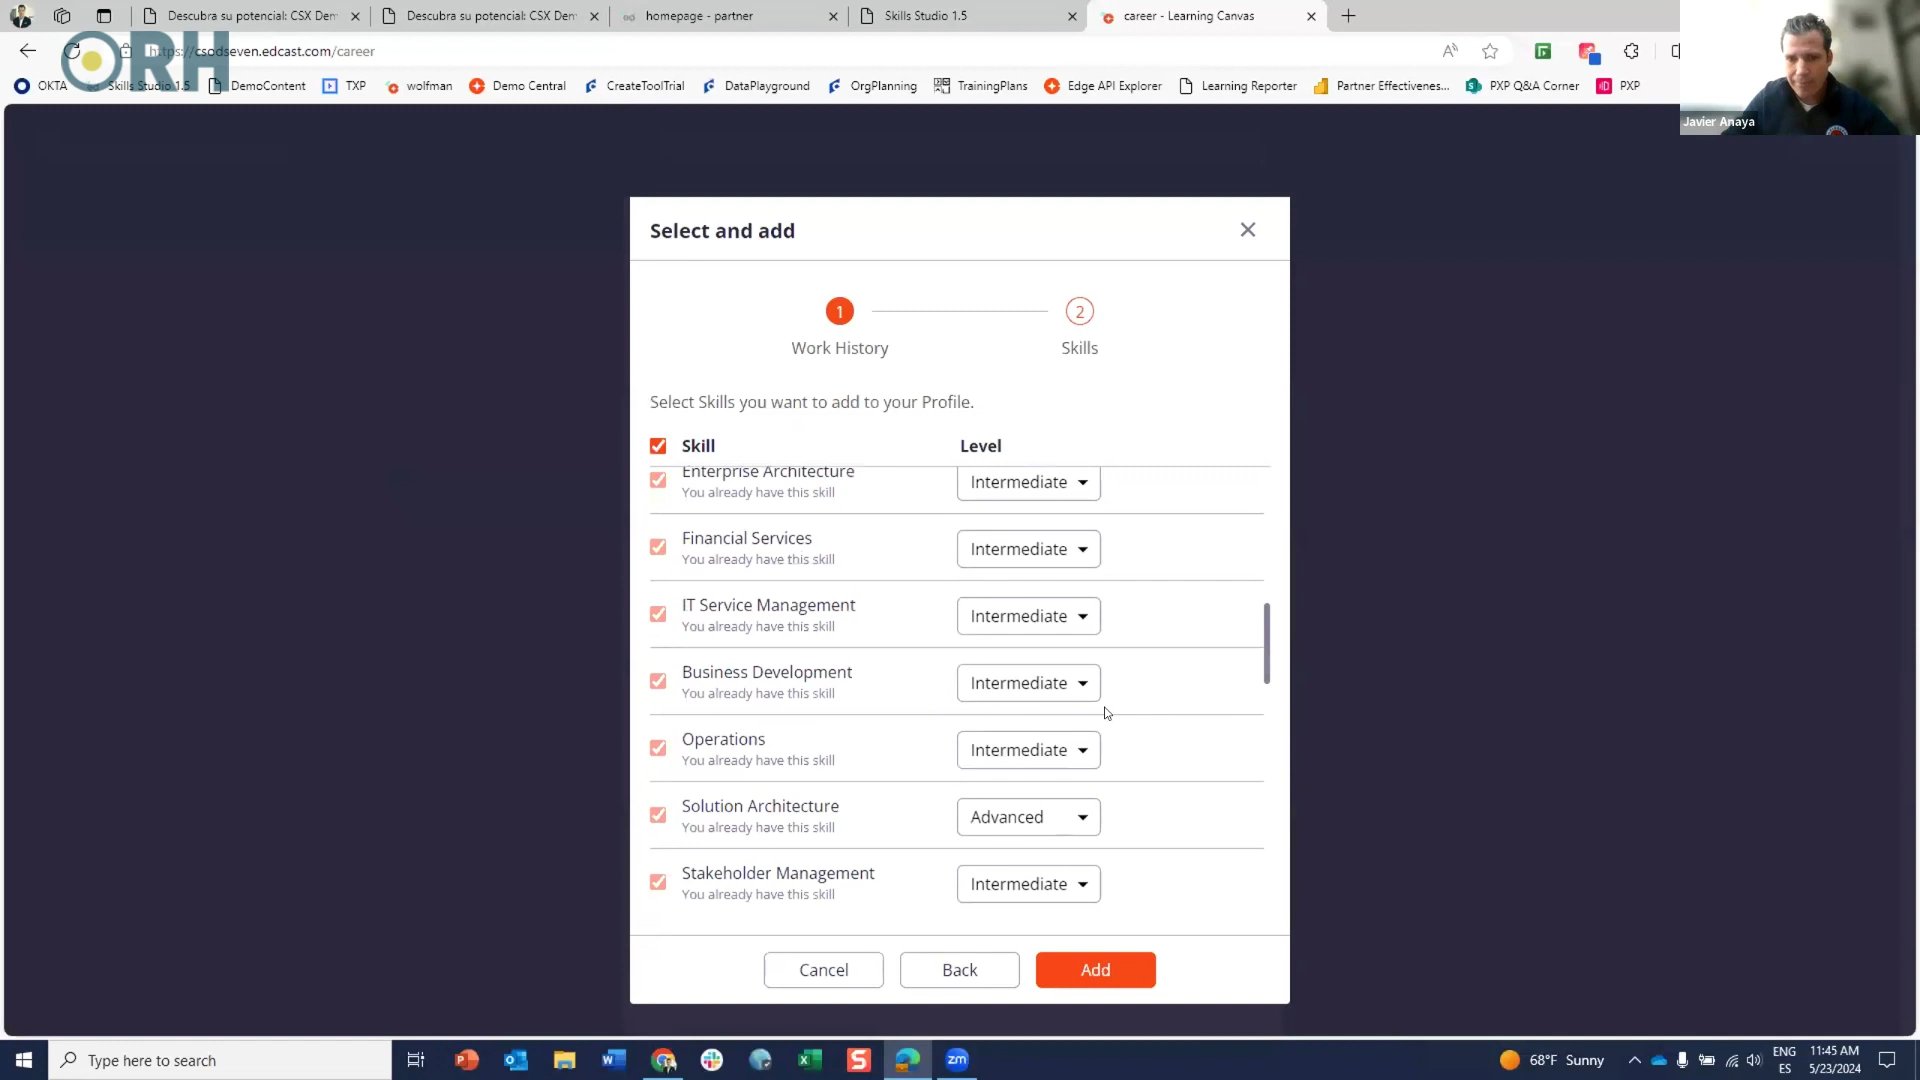 Descubra su potencial: CSX Den
Descubra su potencial: CSX Den
homepage - partner
Skills Studio 1.5
career - Learning Canvas
ORH
https://csodseven.edcast.com/career
OKTA
Skills Studio 1.5
DemoContent
TXP
wolfman
Demo Central
CreateToolTrial
DataPlayground
OrgPlanning
TrainingPlans
Edge API Explorer
Learning Reporter
Partner Effectivenes...
PXP Q&A Corner
PXP
Javier Anaya
Select and add
1
2
Work History
Skills
Select Skills you want to add to your Profile.
Skill
Level
Enterprise Architecture
You already have this skill
Intermediate
Financial Services
You already have this skill
Intermediate
IT Service Management
You already have this skill
Intermediate
Business Development
You already have this skill
Intermediate
Operations
You already have this skill
Intermediate
Solution Architecture
You already have this skill
Advanced
Stakeholder Management
You already have this skill
Intermediate
Cancel
Back
Add
Type here to search
zm
68°F Sunny
ENG
ES
11:45 AM
5/23/2024